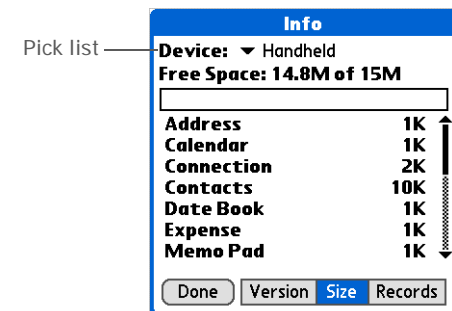 Info
Pick list
Device: Handheld
Free Space: 14.8M of 15M
Address 1K
Calendar 1K
Connection 2K
Contacts 10K
Date Book 1K
Expense 1K
Memo Pad 1K
Done Version Size Records